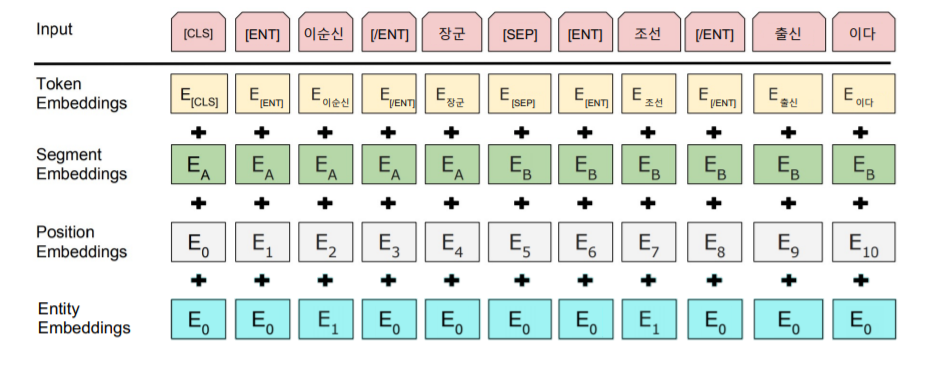 Input [CLS] [ENT] 이순신 [/ENT] 장군 [SEP] [ENT] 조선 [/ENT] 출신 이다
Token Embeddings E[CLS] E[ENT] E이순신 E[/ENT] E장군 E[SEP] E[ENT] E조선 E[/ENT] E출신 E이다
+ + + + + + + + + + +
Segment Embeddings EA EA EA EA EA EB EB EB EB EB EB
+ + + + + + + + + + +
Position Embeddings E0 E1 E2 E3 E4 E5 E6 E7 E8 E9 E10
+ + + + + + + + + + +
Entity Embeddings E0 E0 E1 E0 E0 E0 E0 E1 E0 E0 E0